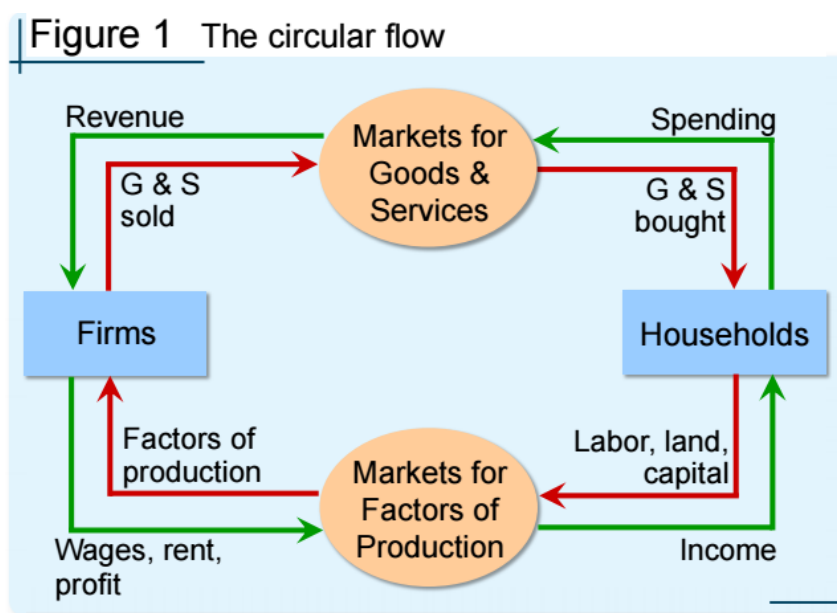 Figure 1 The circular flow
Revenue
Markets for
Goods &
Services
Spending
G & S
sold
G & S
bought
Firms
Households
Factors of
production
Markets for
Factors of
Production
Labor, land,
capital
Wages, rent,
profit
Income